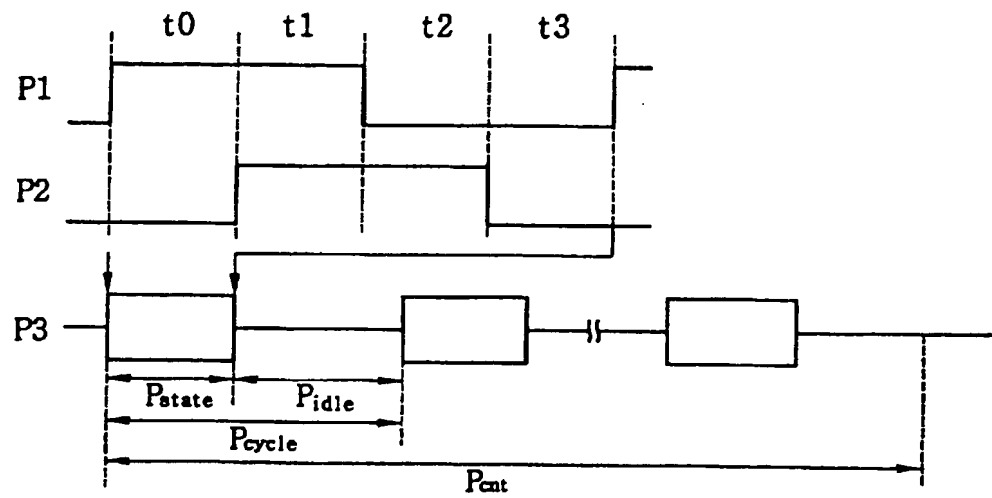 t0 t1 t2 t3
P1
P2
P3
Pstate Pidle
Pcycle
Pcnt